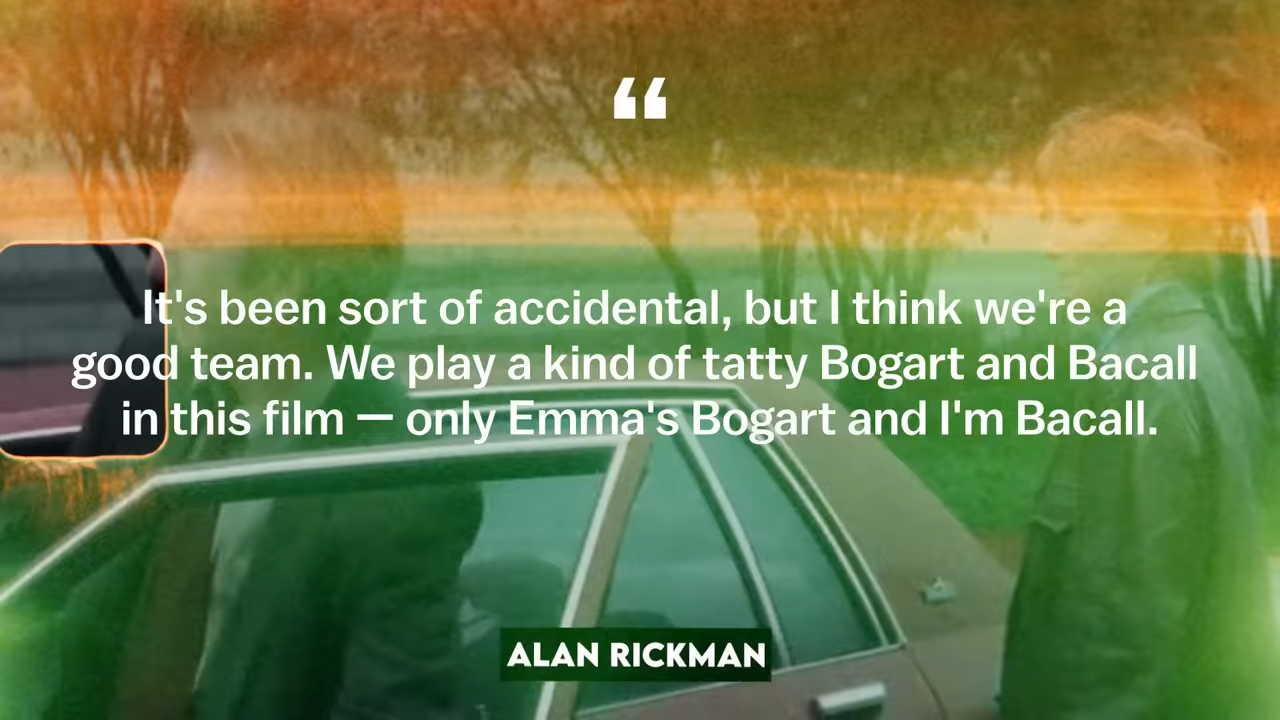 “
It's been sort of accidental, but I think we're a
good team. We play a kind of tatty Bogart and Bacall
in this film — only Emma's Bogart and I'm Bacall.
ALAN RICKMAN